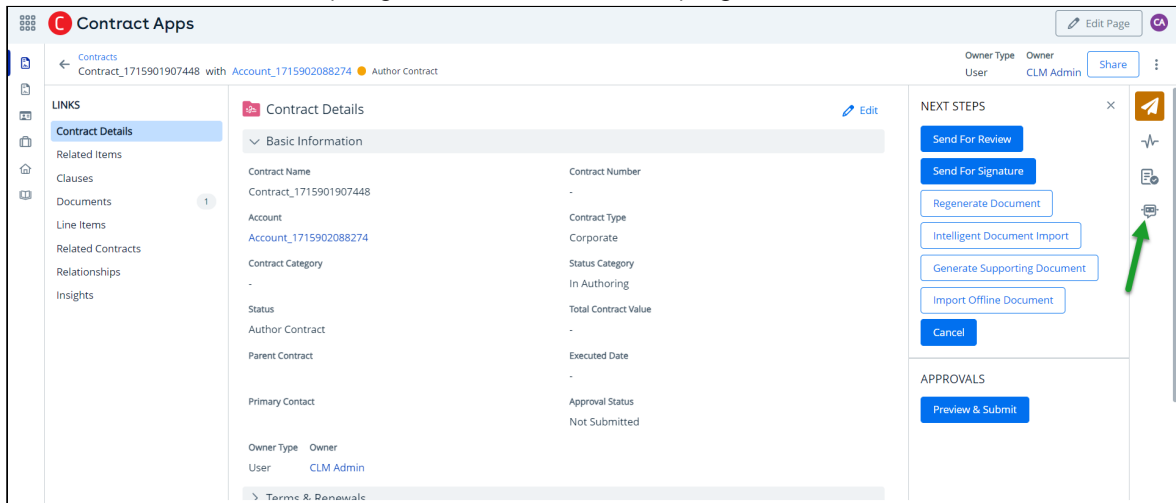 C Contract Apps
Edit Page
CA
Contracts
Contract_1715901907448 with Account_1715902088274 Author Contract
Owner Type Owner
User CLM Admin
Share
LINKS
Contract Details
Related Items
Clauses
Documents 1
Line Items
Related Contracts
Relationships
Insights
Contract Details
Edit
Basic Information
Contract Name Contract Number
Contract_1715901907448 -
Account Contract Type
Account_1715902088274 Corporate
Contract Category Status Category
- In Authoring
Status Total Contract Value
Author Contract -
Parent Contract Executed Date
-
Primary Contact Approval Status
Not Submitted
Owner Type Owner
User CLM Admin
Terms & Renewals
NEXT STEPS
Send For Review
Send For Signature
Regenerate Document
Intelligent Document Import
Generate Supporting Document
Import Offline Document
Cancel
APPROVALS
Preview & Submit